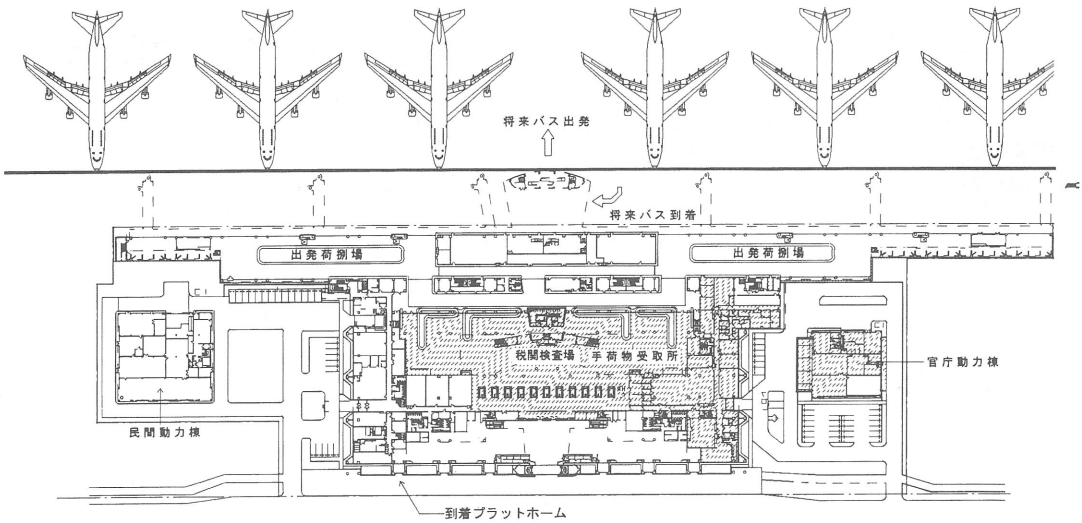 将来バス出発
将来バス到着
出発荷捌場
出発荷捌場
税関検査場
手荷物受取所
官庁動力棟
民間動力棟
到着プラットホーム